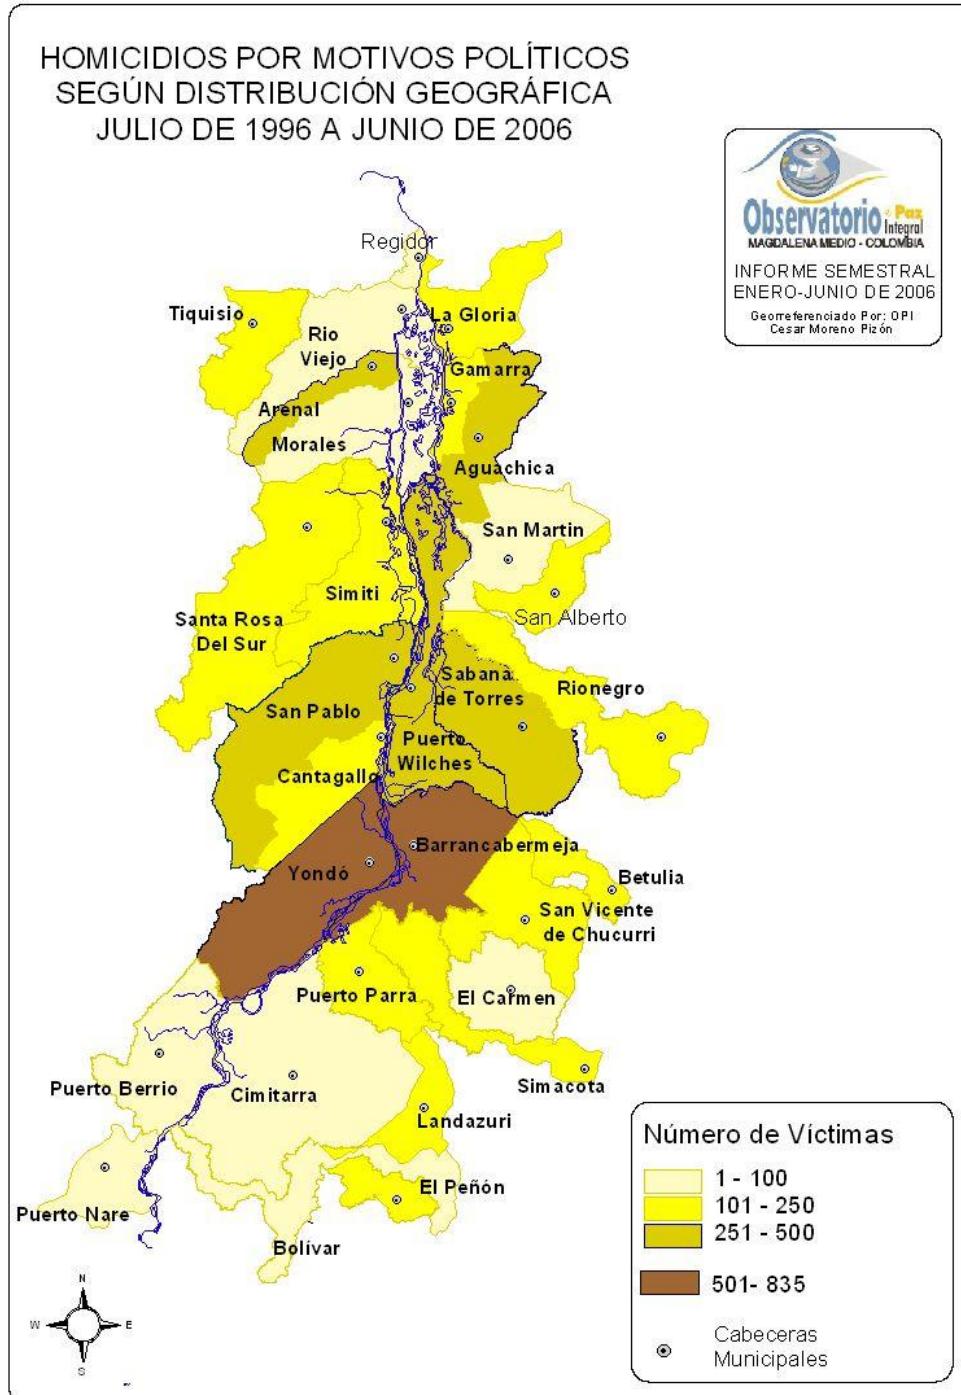 HOMICIDIOS POR MOTIVOS POLÍTICOS
SEGÚN DISTRIBUCIÓN GEOGRÁFICA
JULIO DE 1996 A JUNIO DE 2006
Observatorio de Paz
Integral
MAGDALENA MEDIO - COLOMBIA
INFORME SEMESTRAL
ENERO-JUNIO DE 2006
Georreferenciado Por: OPI
Cesar Moreno Pizón
Regidor
Tiquisio
La Gloria
Rio
Viejo
Gamarra
Arenal
Morales
Aguachica
San Martin
Simiti
San Alberto
Santa Rosa
Del Sur
Sabana
de Torres
Rionegro
San Pablo
Puerto
Wilches
Cantagallo
Barrancabermeja
Yondó
Betulia
San Vicente
de Chucurri
Puerto Parra
El Carmen
Puerto Berrio
Cimitarra
Simacota
Landazuri
El Peñón
Puerto Nare
Bolívar
Número de Víctimas
1 - 100
101 - 250
251 - 500
501- 835
Cabeceras
Municipales
N
W
E
S